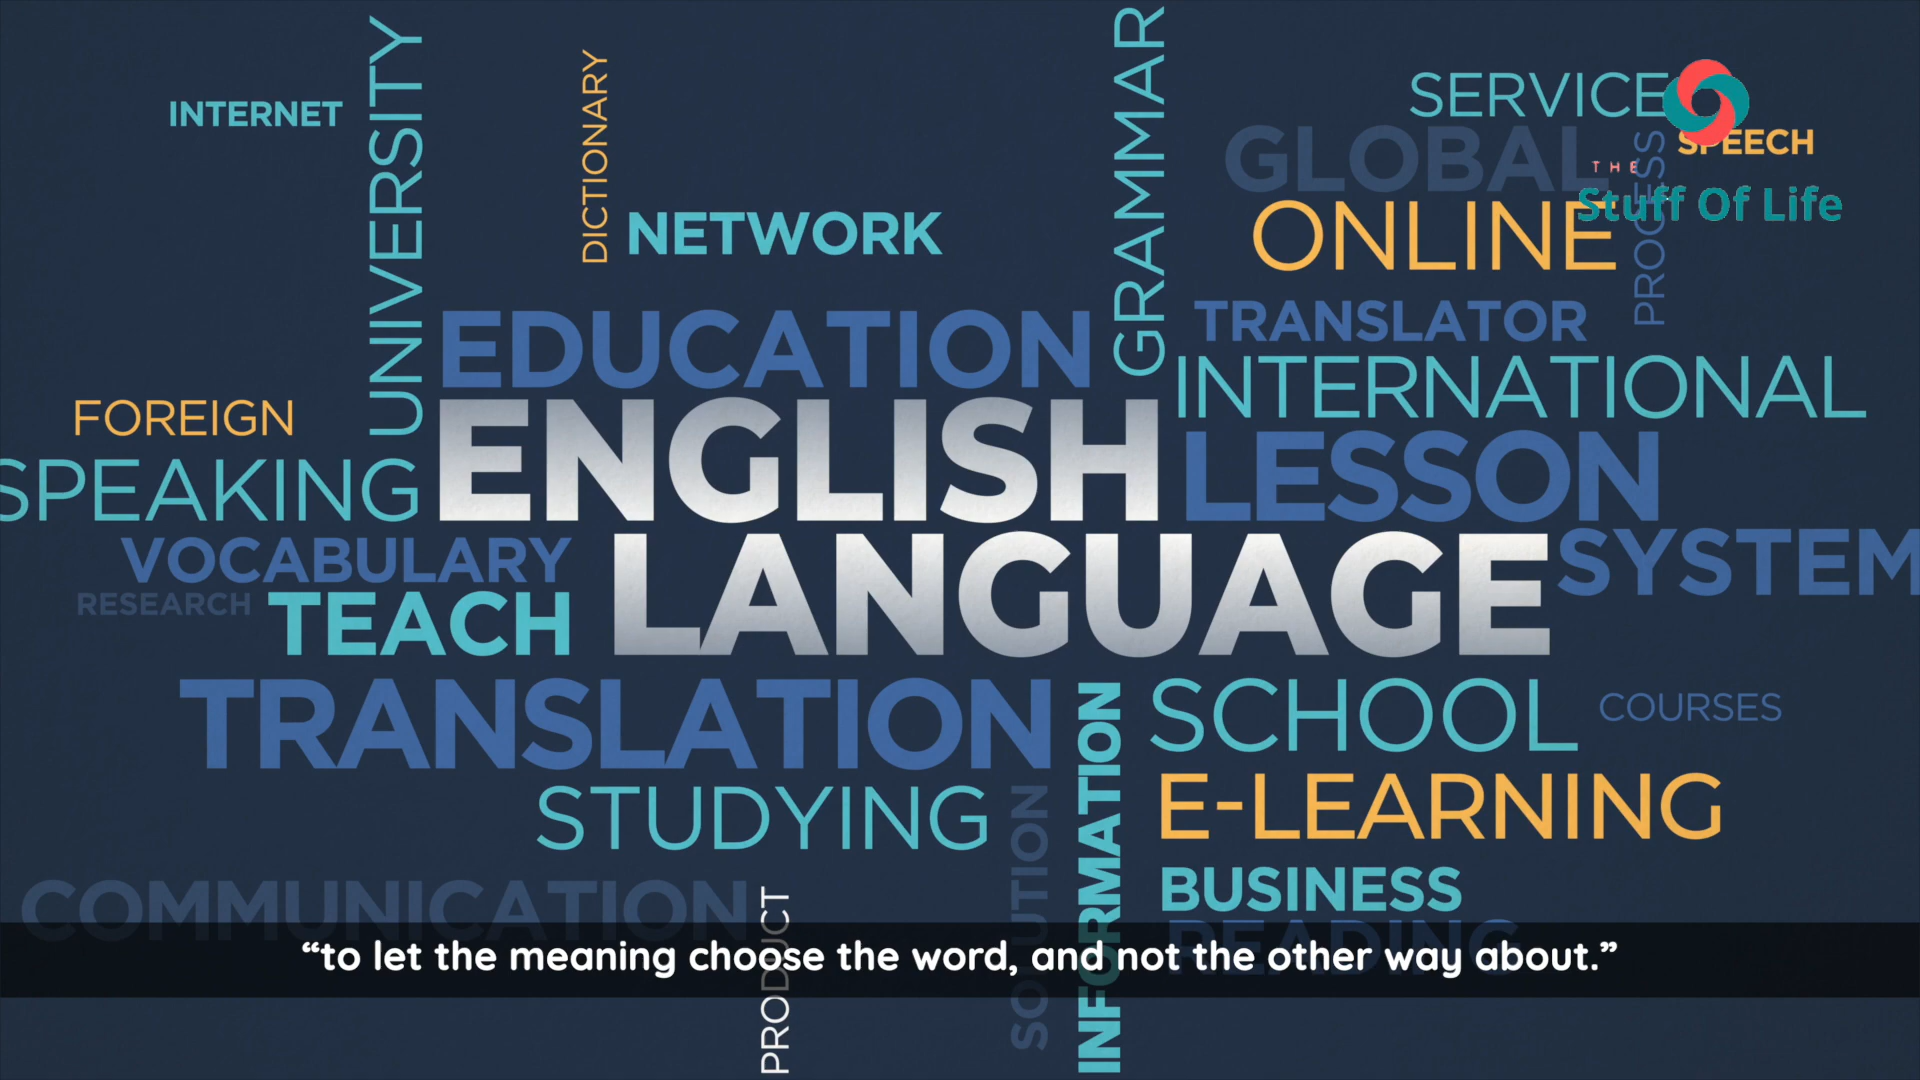 INTERNET
UNIVERSITY
DICTIONARY
NETWORK
GRAMMAR
SERVICE
GLOBAL
SPEECH
PROCESS
THE
Stuff Of Life
ONLINE
TRANSLATOR
EDUCATION
INTERNATIONAL
FOREIGN
SPEAKING
ENGLISH
LESSON
VOCABULARY
RESEARCH
TEACH
LANGUAGE
SYSTEM
TRANSLATION
SCHOOL
COURSES
STUDYING
SOLUTION
INFORMATION
E-LEARNING
BUSINESS
COMMUNICATION
READING
PRODUCT
“to let the meaning choose the word, and not the other way about.”